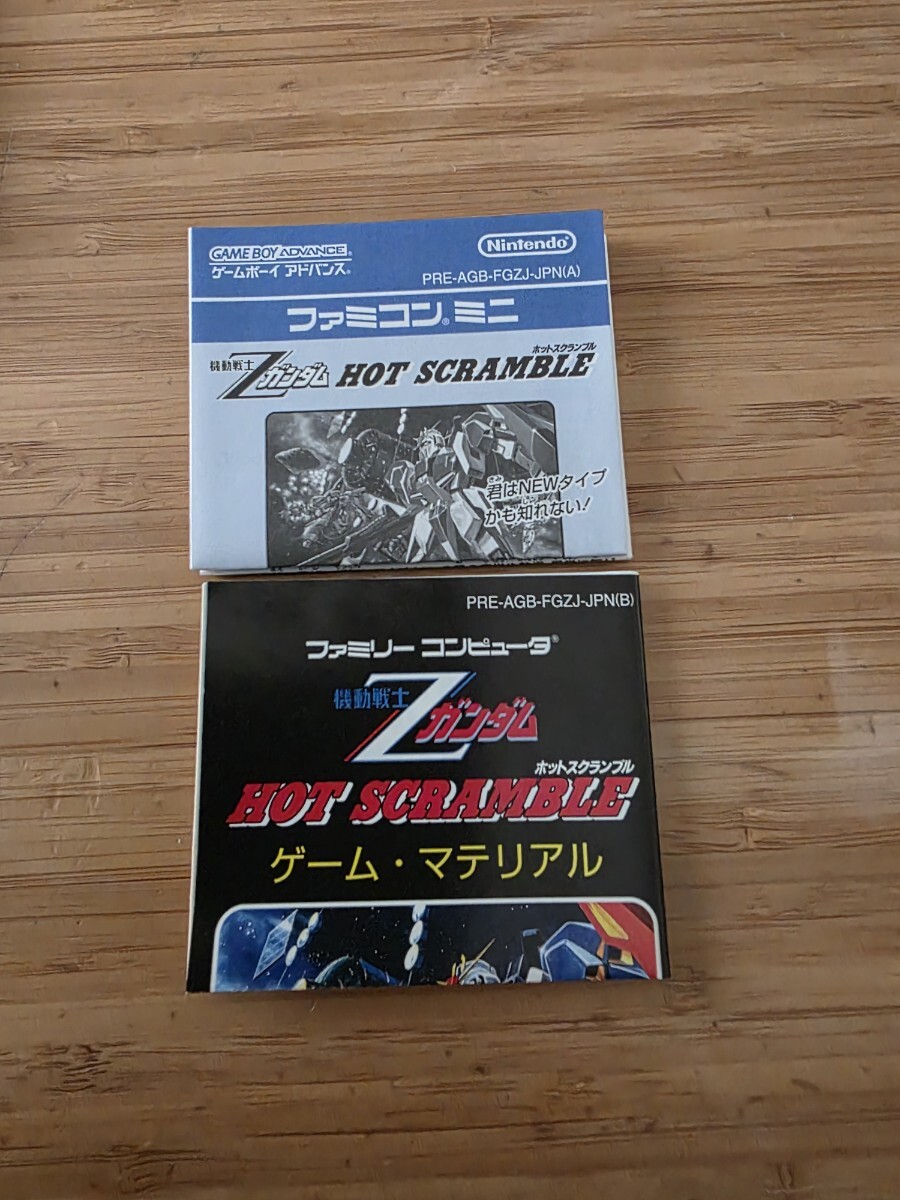 GAME BOY ADVANCE
ゲームボーイ アドバンス®
Nintendo®
PRE-AGB-FGZJ-JPN(A)
ファミコン®ミニ
機動戦士Ζガンダム
ホットスクランブル
HOT SCRAMBLE
君はNEWタイプ
きみ
かも知れない!
し
PRE-AGB-FGZJ-JPN(B)
ファミリー コンピュータ®
機動戦士Ζガンダム
ホットスクランブル
HOT SCRAMBLE
ゲーム・マテリアル